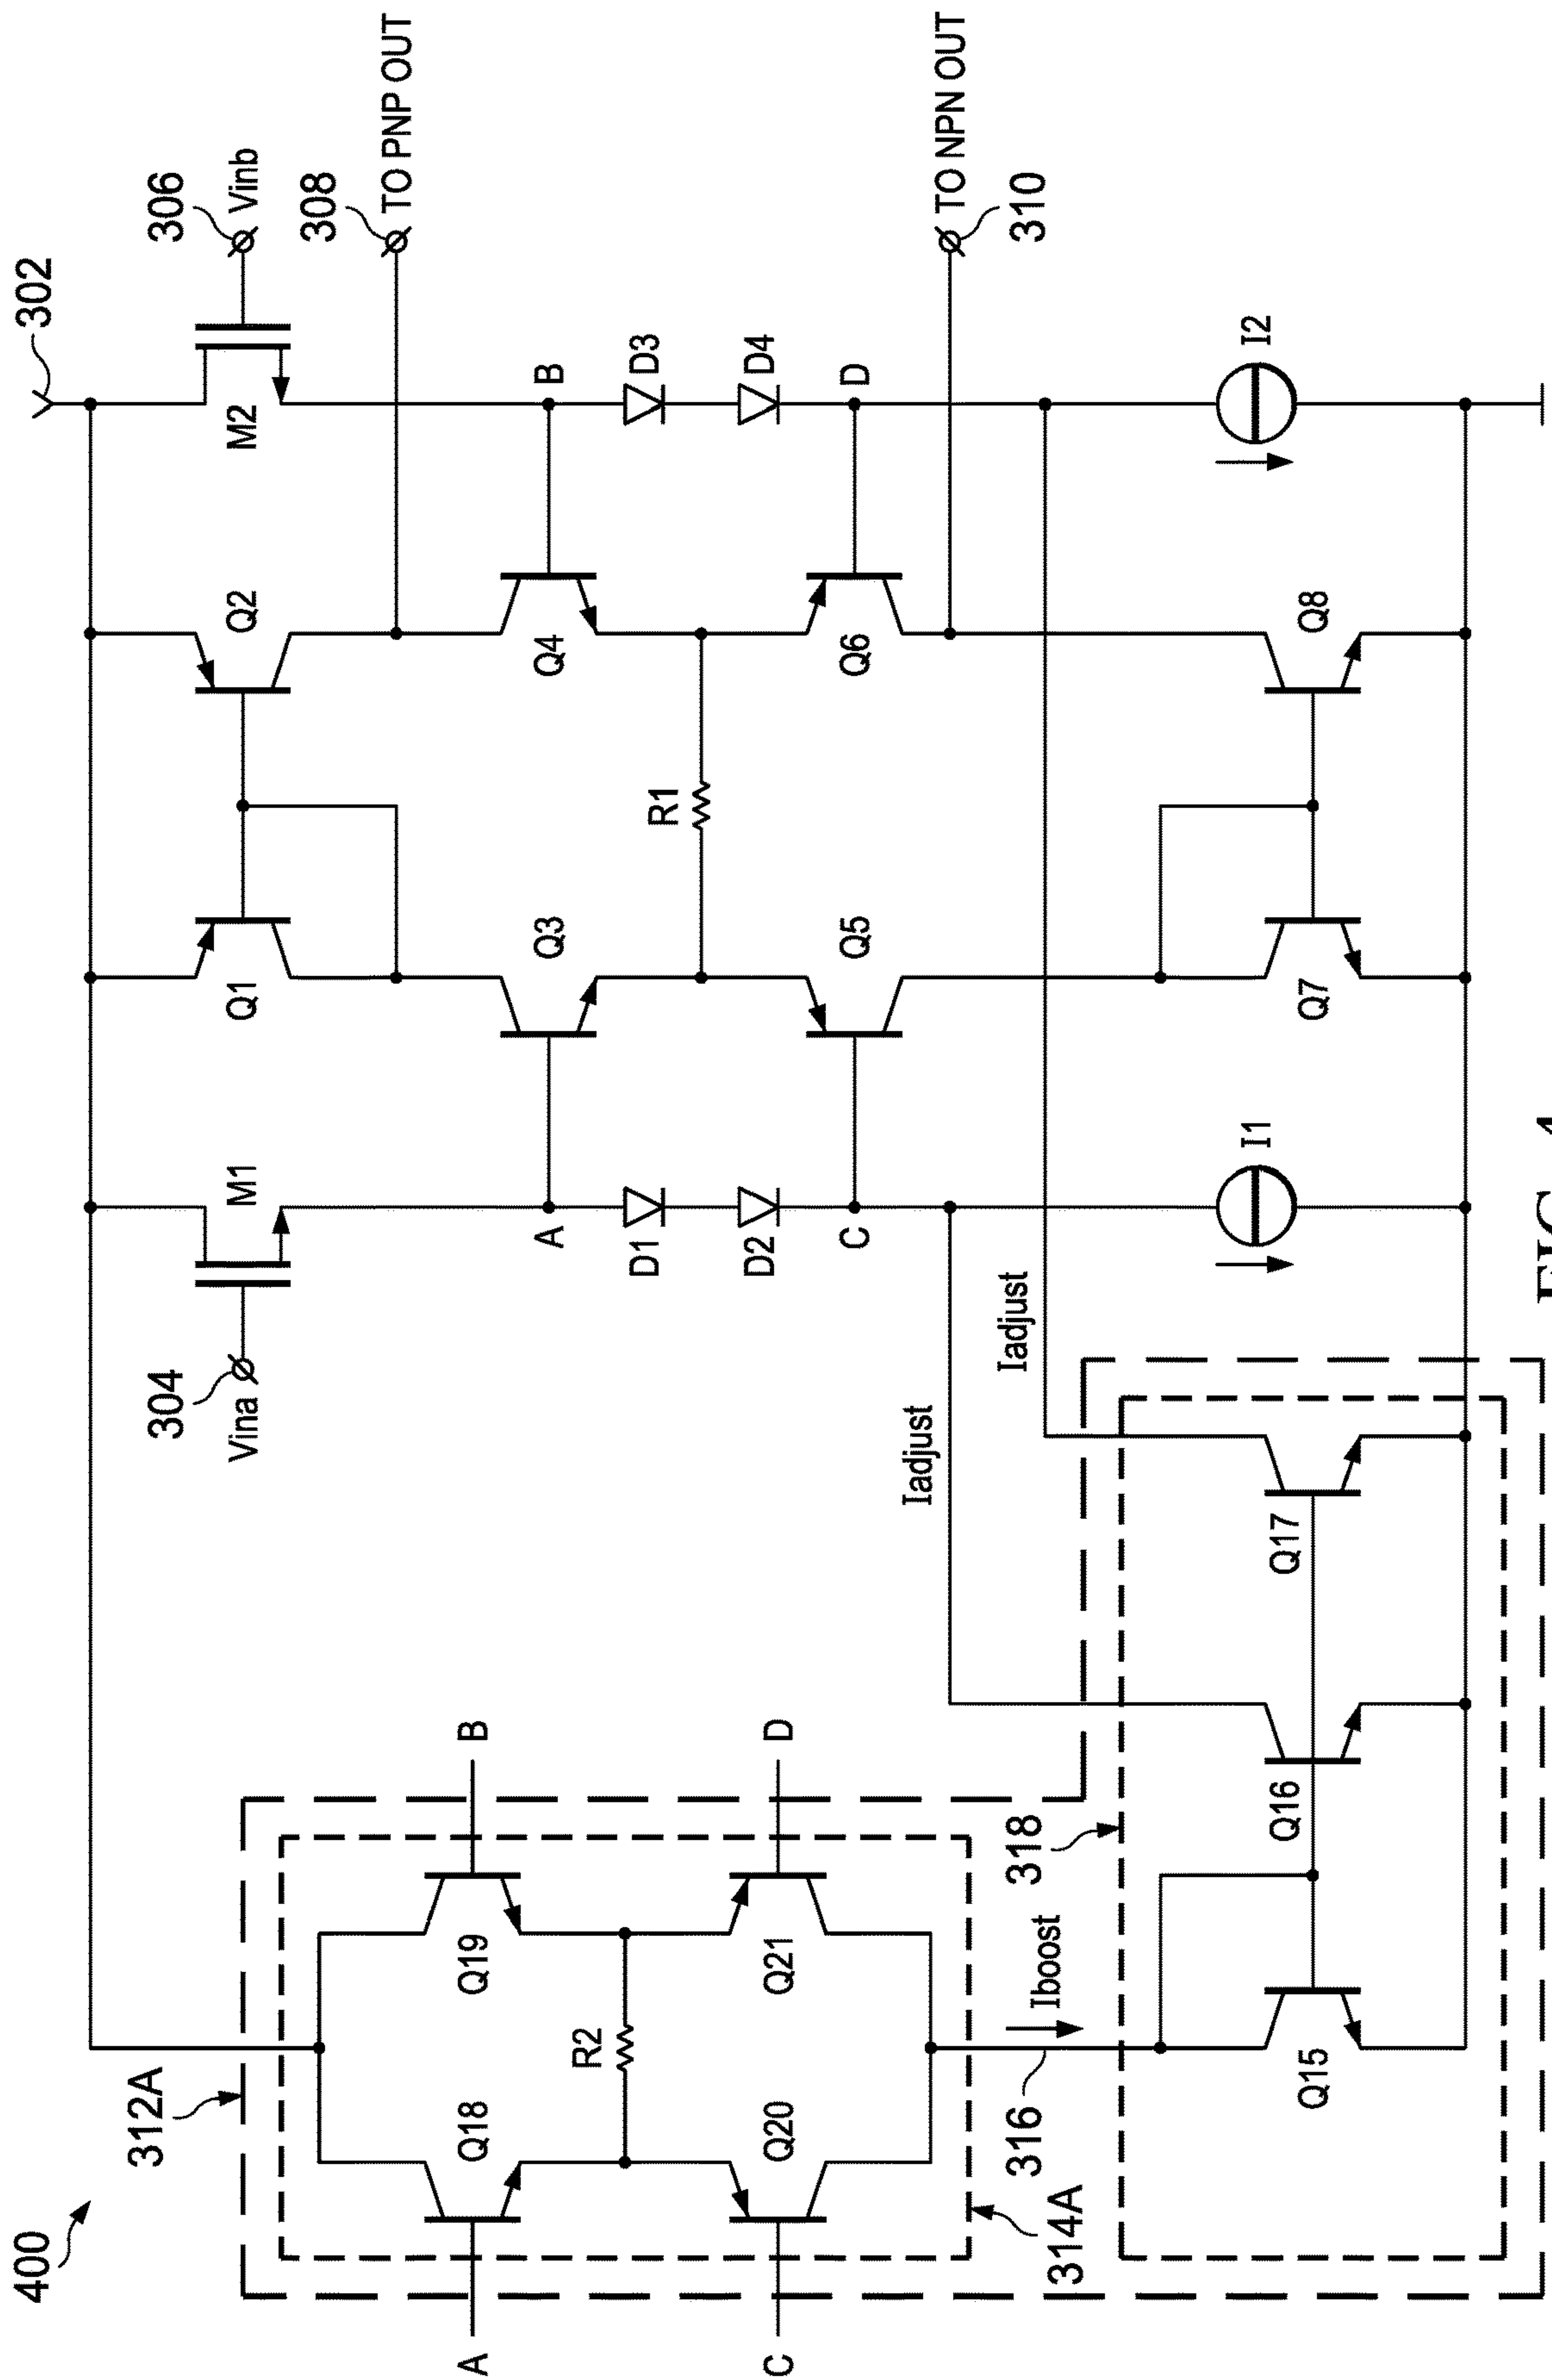 400
302
312A
304
Vina
M1
Q1
Q2
M2
306
Vinb
308
TO PNP OUT
A
B
Q18
Q19
R2
Q20
Q21
C
D
314A
316
Iboost
318
Q15
Q16
Q17
Iadjust
Iadjust
A
Q3
Q4
B
D1
D3
R1
D2
D4
C
Q5
Q6
D
TO NPN OUT
310
I1
Q7
Q8
I2